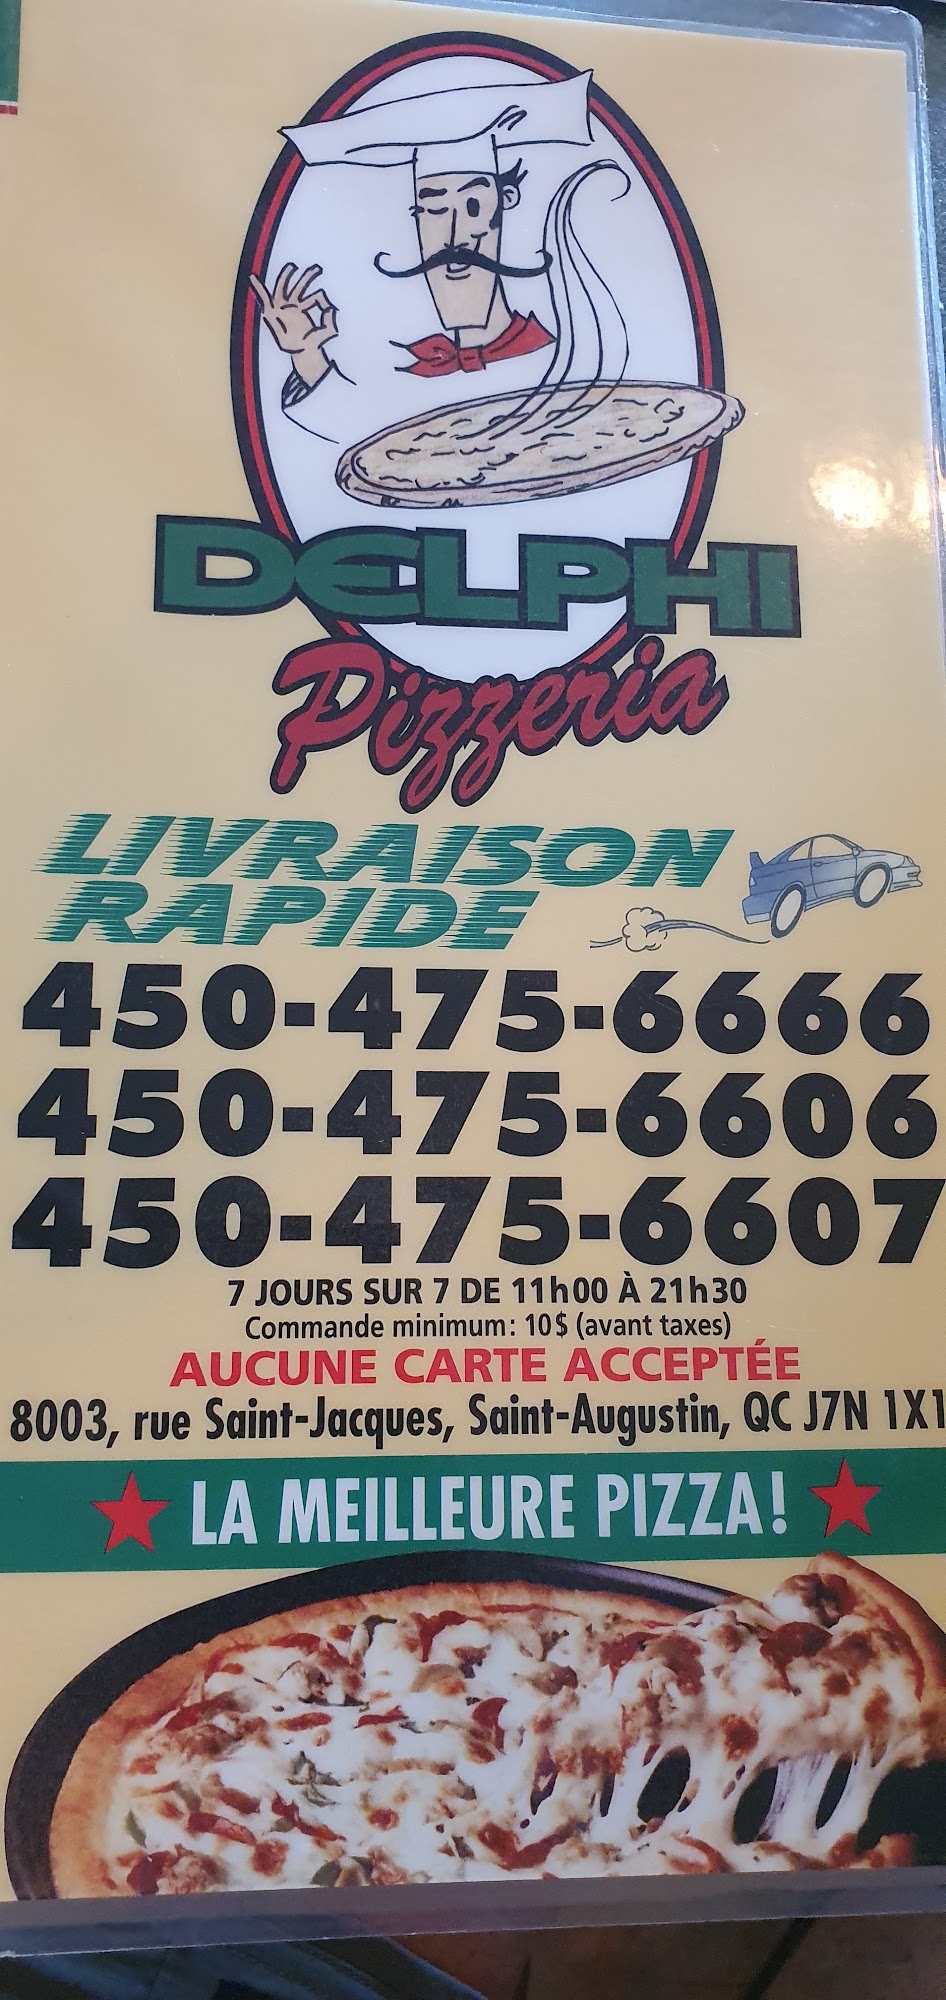 DELPHI
Pizzeria
LIVRAISON
RAPIDE
450-475-6666
450-475-6606
450-475-6607
7 JOURS SUR 7 DE 11h00 À 21h30
Commande minimum: 10$ (avant taxes)
AUCUNE CARTE ACCEPTÉE
8003, rue Saint-Jacques, Saint-Augustin, QC J7N 1X1
LA MEILLEURE PIZZA!